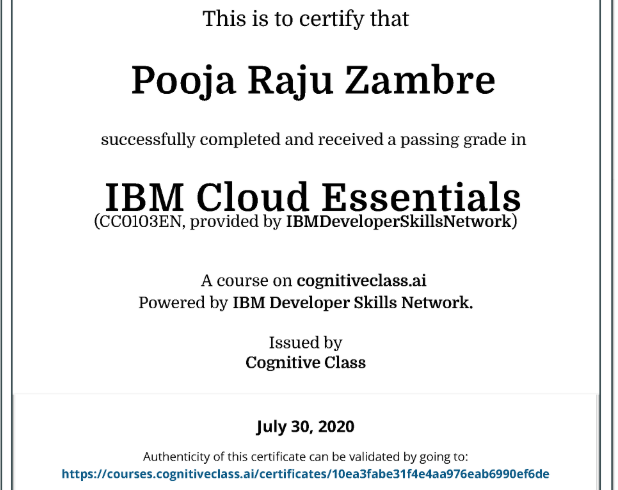 This is to certify that
Pooja Raju Zambre
successfully completed and received a passing grade in
IBM Cloud Essentials
(CC0103EN, provided by IBMDeveloperSkillsNetwork)
A course on cognitiveclass.ai
Powered by IBM Developer Skills Network.
Issued by
Cognitive Class
July 30, 2020
Authenticity of this certificate can be validated by going to:
https://courses.cognitiveclass.ai/certificates/10ea3fabe31f4e4aa976eab6990ef6de